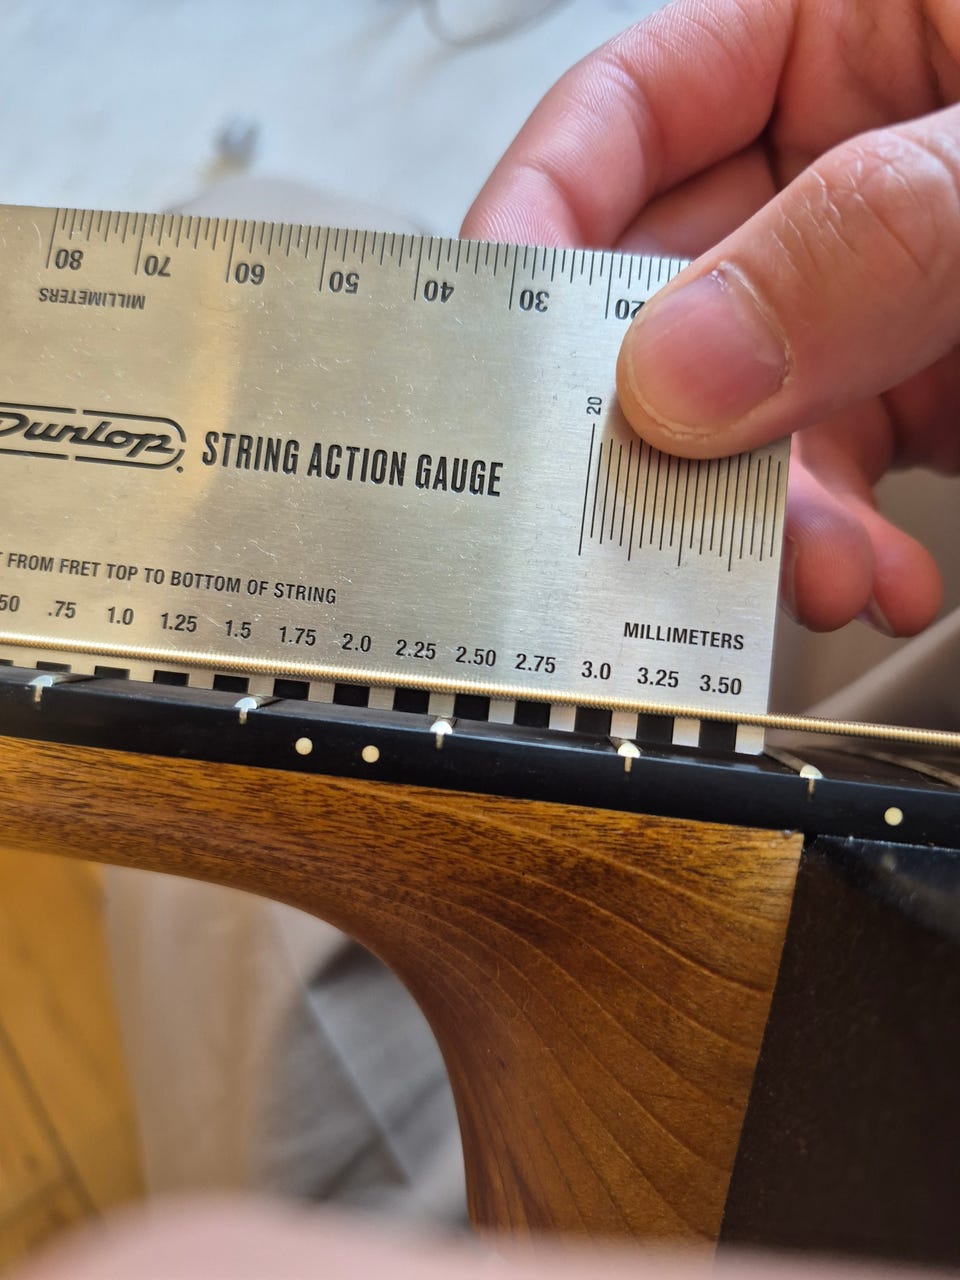 80 70 60 50 40 30 20
MILLIMETERS
20
Dunlop
STRING ACTION GAUGE
FROM FRET TOP TO BOTTOM OF STRING
50 .75 1.0 1.25 1.5 1.75 2.0 2.25 2.50 2.75 3.0 3.25 3.50
MILLIMETERS